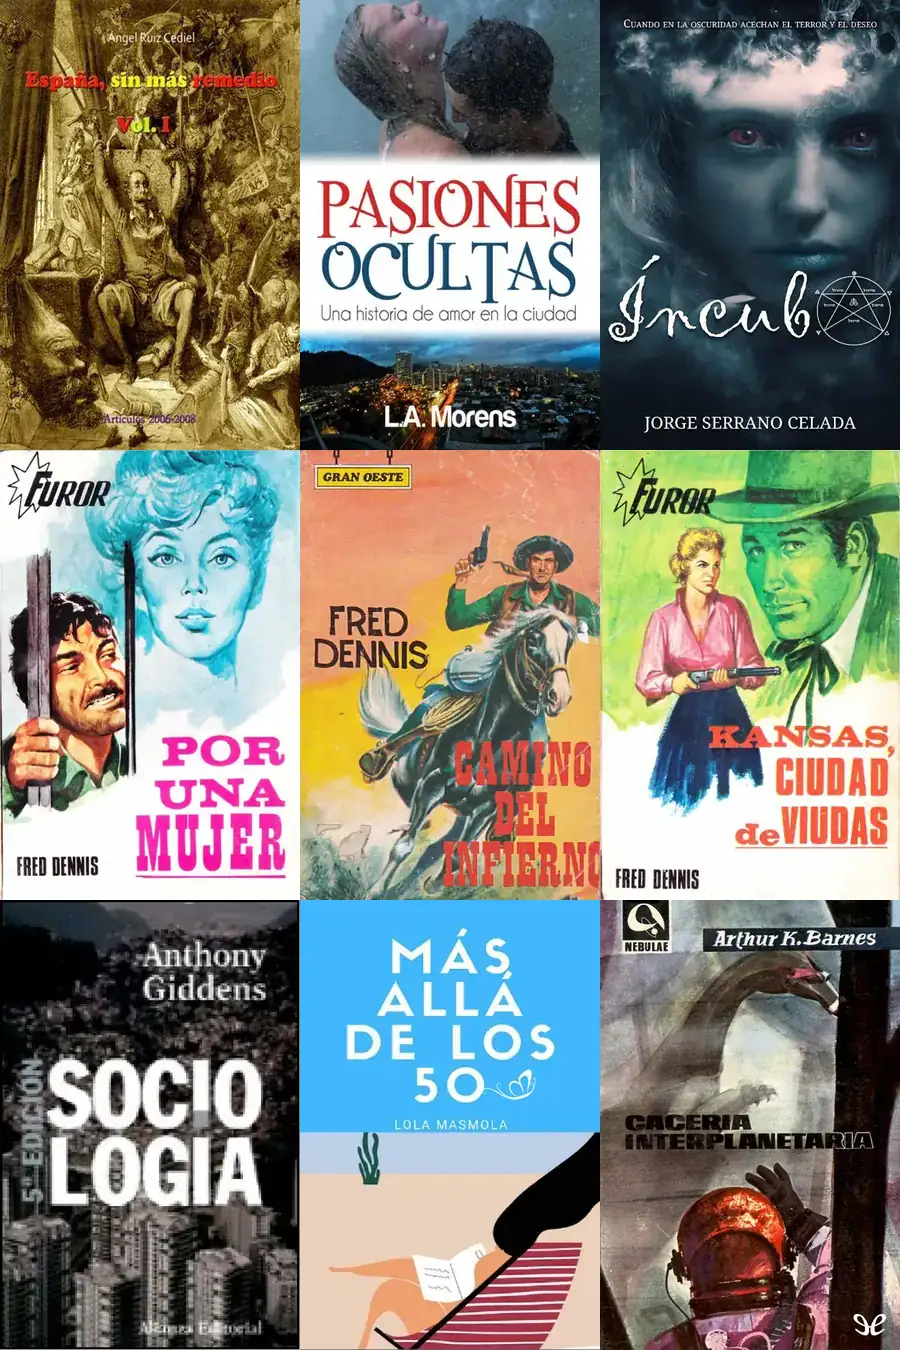 Angel Ruiz Cediel
España, sin más remedio
Vol. I
Artículos 2006-2008
PASIONES
OCULTAS
Una historia de amor en la ciudad
L.A. Morens
CUANDO EN LA OSCURIDAD ACECHAN EL TERROR Y EL DESEO
Íncubo
JORGE SERRANO CELADA
FUROR
POR
UNA
MUJER
FRED DENNIS
GRAN OESTE
FRED
DENNIS
CAMINO
DEL
INFIERNO
FUROR
KANSAS,
CIUDAD
de VIUDAS
FRED DENNIS
Anthony
Giddens
5ª EDICIÓN
SOCIO
LOGIA
Alianza Editorial
MÁS
ALLÁ
DE LOS
50
LOLA MASMOLA
NEBULAE
Arthur K. Barnes
CACERIA
INTERPLANETARIA